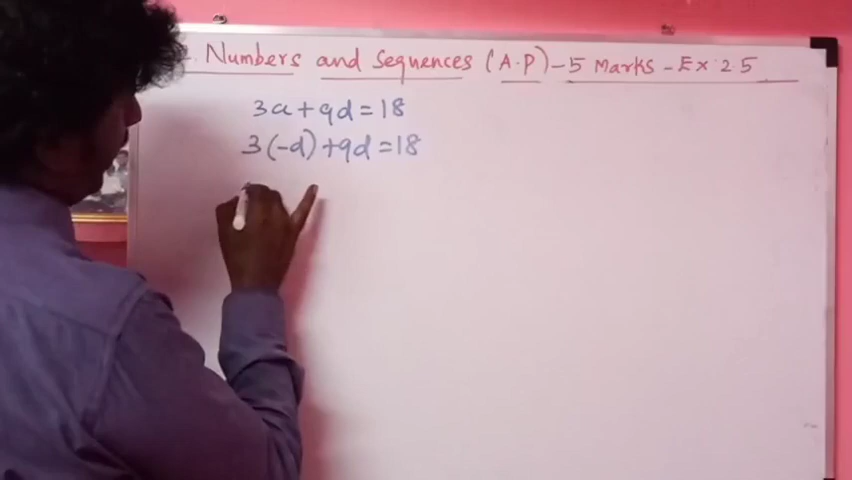 Numbers and Sequences (A.P) - 5 Marks - Ex 2.5
3a + 9d = 18
3(-d) + 9d = 18